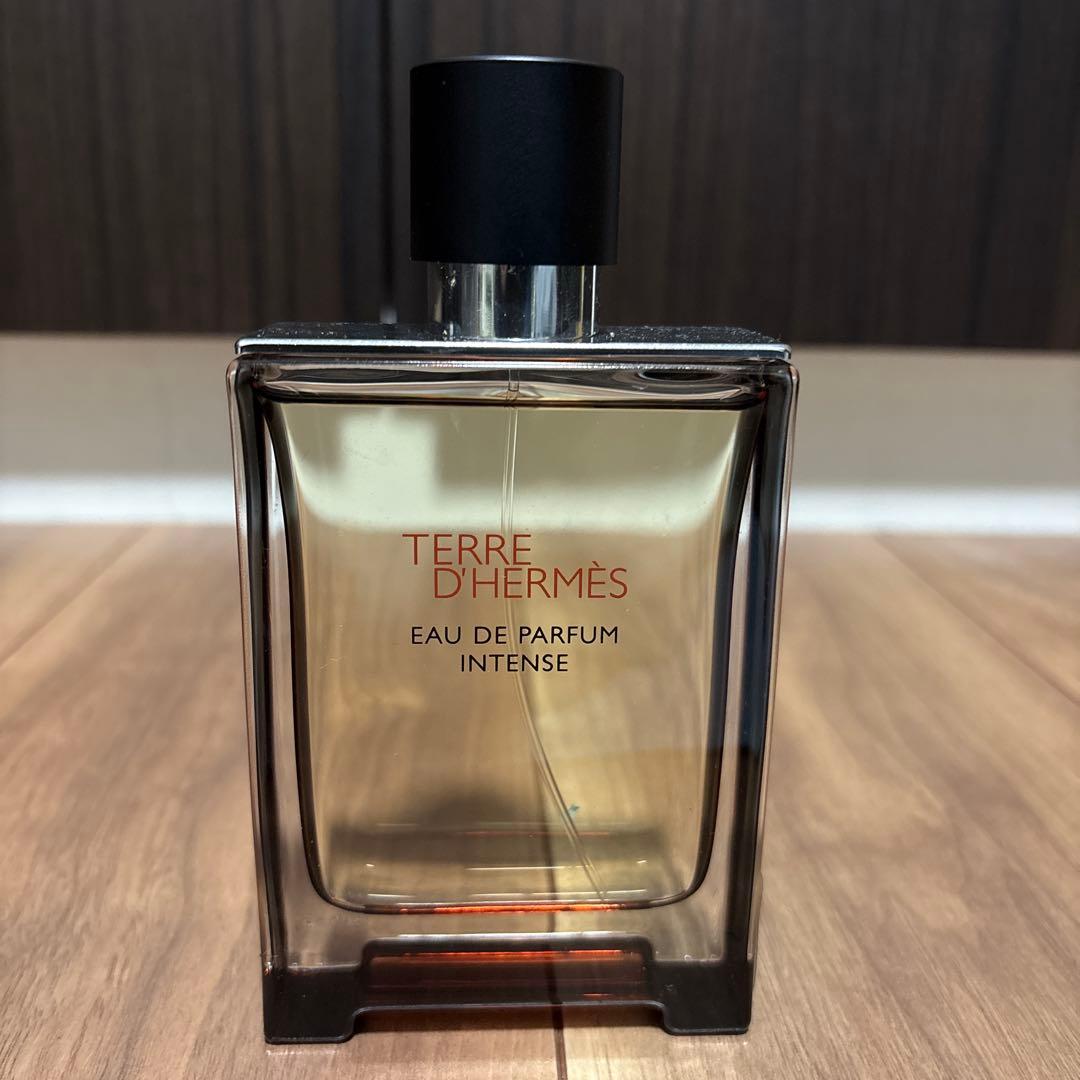 TERRE
D'HERMÈS
EAU DE PARFUM
INTENSE